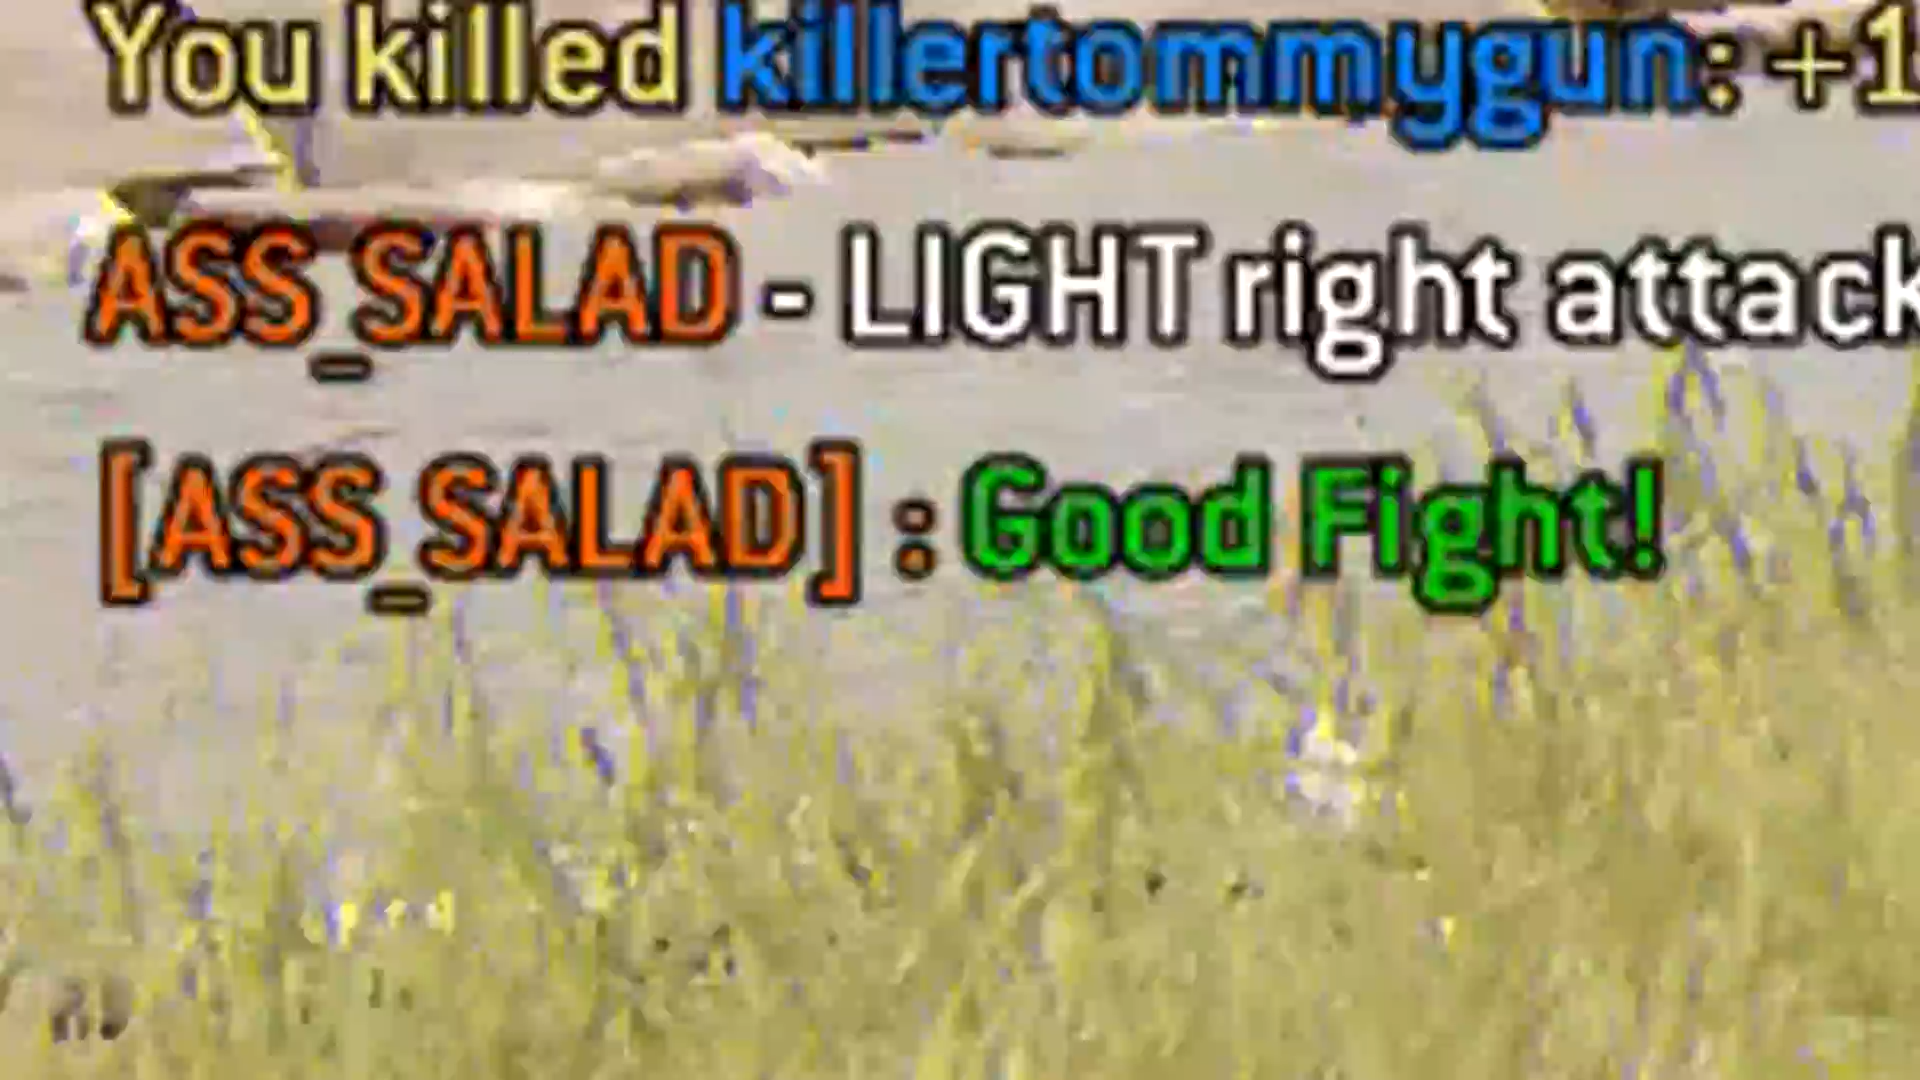 You killed killertommygun: +1
ASS_SALAD - LIGHT right attack
[ASS_SALAD] : Good Fight!